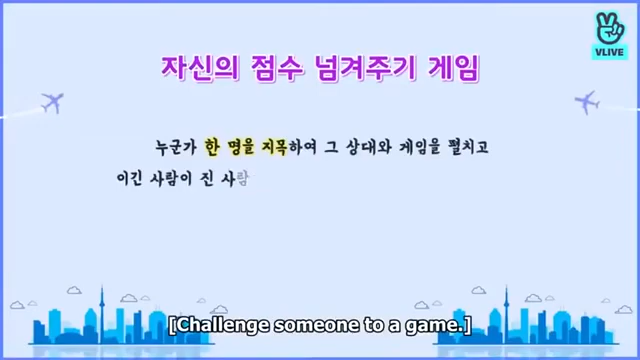 VLIVE
자신의 점수 넘겨주기 게임
누군가 한 명을 지목하여 그 상대와 게임을 펼치고
이긴 사람이 진 사람
[Challenge someone to a game.]